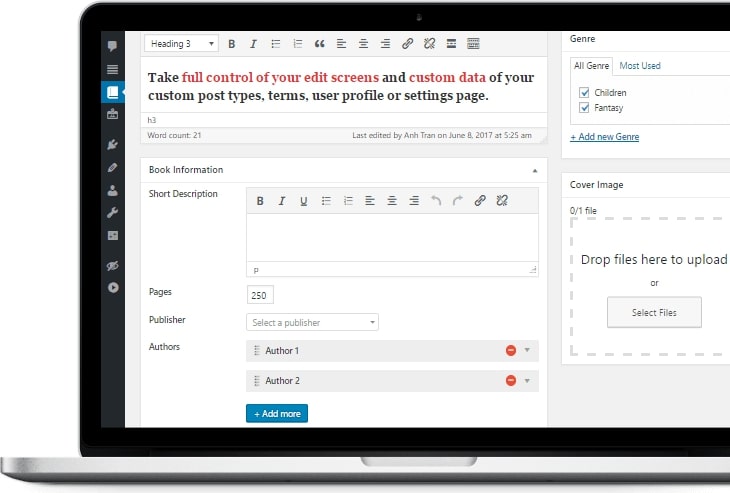 Heading 3
Take full control of your edit screens and custom data of your
custom post types, terms, user profile or settings page.
h3
Word count: 21
Last edited by Anh Tran on June 8, 2017 at 5:25 am
Book Information
Short Description
p
Pages
250
Publisher
Select a publisher
Authors
Author 1
Author 2
+ Add more
Genre
All Genre
Most Used
Children
Fantasy
+ Add new Genre
Cover Image
0/1 file
Drop files here to upload
or
Select Files